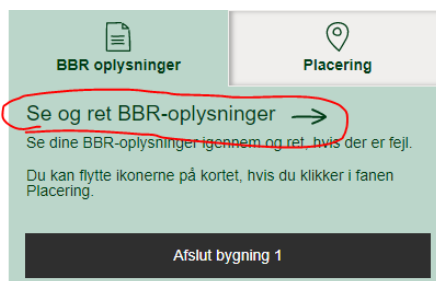 BBR oplysninger
Placering
Se og ret BBR-oplysninger
Se dine BBR-oplysninger igennem og ret, hvis der er fejl.
Du kan flytte ikonerne på kortet, hvis du klikker i fanen
Placering.
Afslut bygning 1